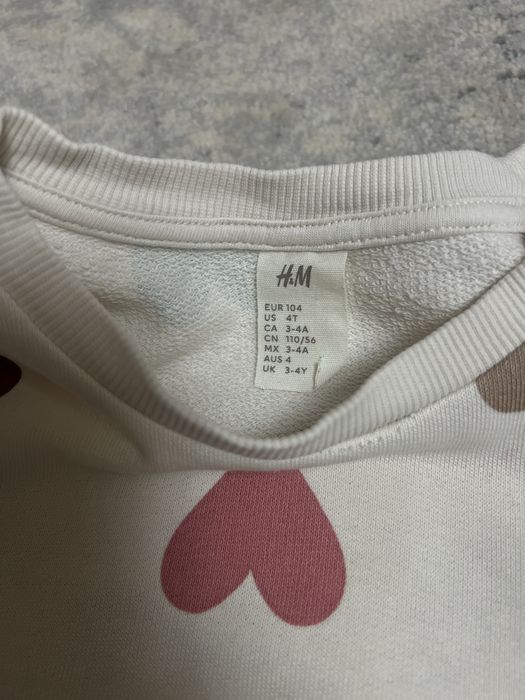 H&M
EUR 104
US 4T
CA 3-4A
CN 110/56
MX 3-4A
AUS 4
UK 3-4Y